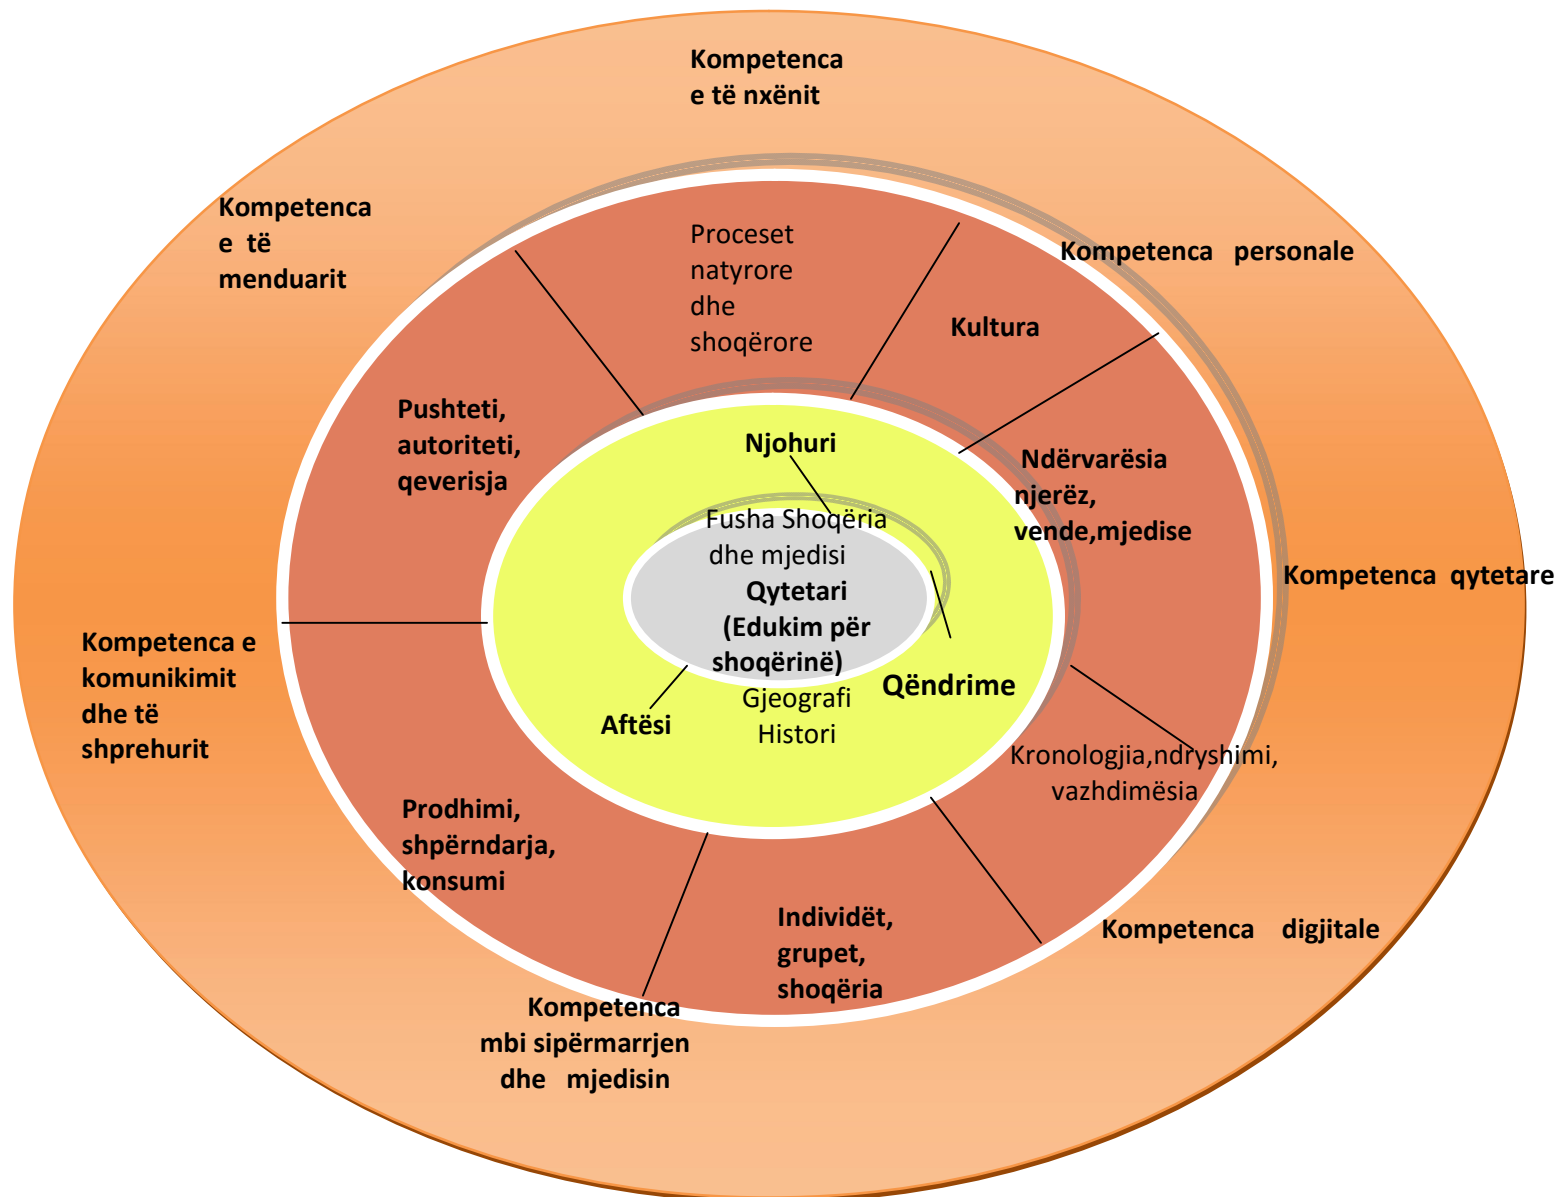 Kompetenca
e të nxënit
Kompetenca
e të
menduarit
Kompetenca personale
Proceset
natyrore
dhe
shoqërore
Kultura
Pushteti,
autoriteti,
qeverisja
Njohuri
Ndërvarësia
njerëz,
vende,mjedise
Fusha Shoqëria
dhe mjedisi
Qytetari
(Edukim për
shoqërinë)
Gjeografi
Histori
Kompetenca qytetare
Kompetenca e
komunikimit
dhe të
shprehurit
Qëndrime
Aftësi
Kronologjia,ndryshimi,
vazhdimësia
Prodhimi,
shpërndarja,
konsumi
Individët,
grupet,
shoqëria
Kompetenca digjitale
Kompetenca
mbi sipërmarrjen
dhe mjedisin